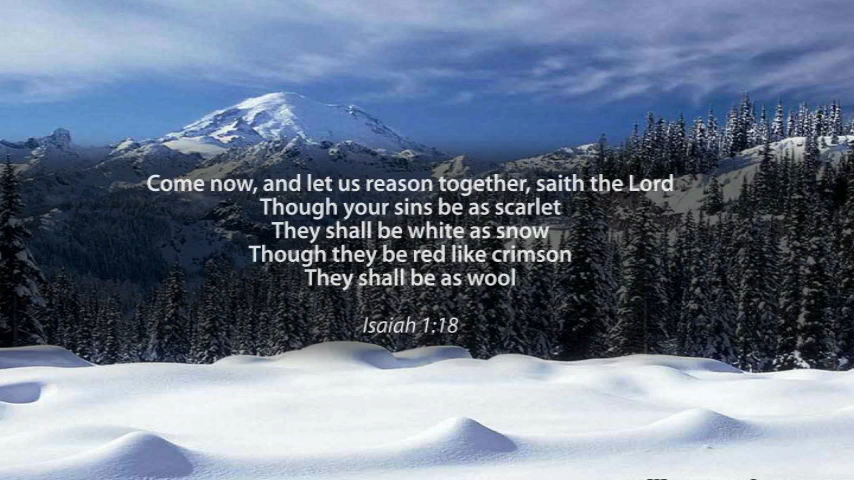 Come now, and let us reason together, saith the Lord
Though your sins be as scarlet
They shall be white as snow
Though they be red like crimson
They shall be as wool
Isaiah 1:18